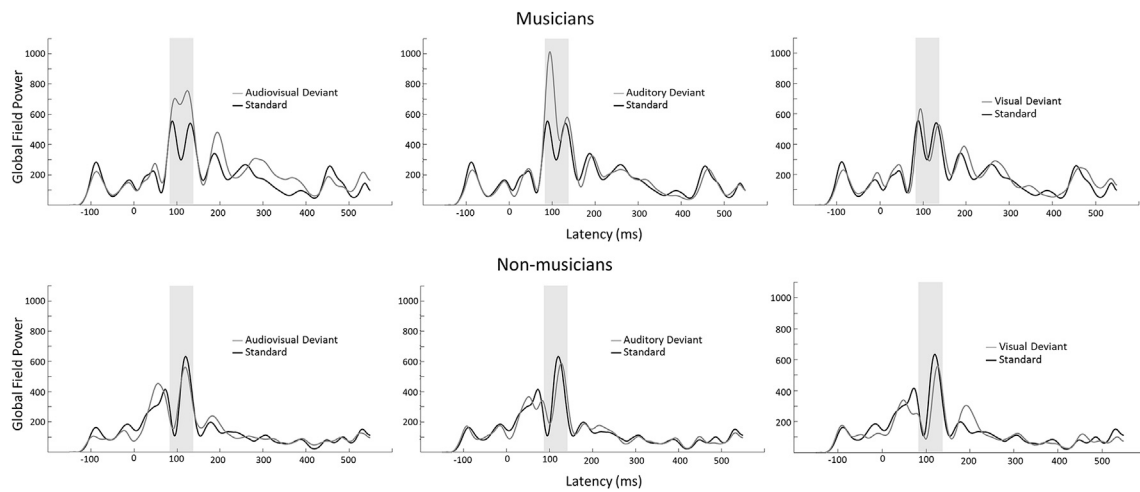 Musicians
Global Field Power
1000
800
600
400
200
Audiovisual Deviant
Standard
-100 0 100 200 300 400 500
1000
800
600
400
200
Auditory Deviant
Standard
-100 0 100 200 300 400 500
Latency (ms)
1000
800
600
400
200
Visual Deviant
Standard
-100 0 100 200 300 400 500
Non-musicians
Global Field Power
1000
800
600
400
200
Audiovisual Deviant
Standard
-100 0 100 200 300 400 500
1000
800
600
400
200
Auditory Deviant
Standard
-100 0 100 200 300 400 500
Latency (ms)
1000
800
600
400
200
Visual Deviant
Standard
-100 0 100 200 300 400 500